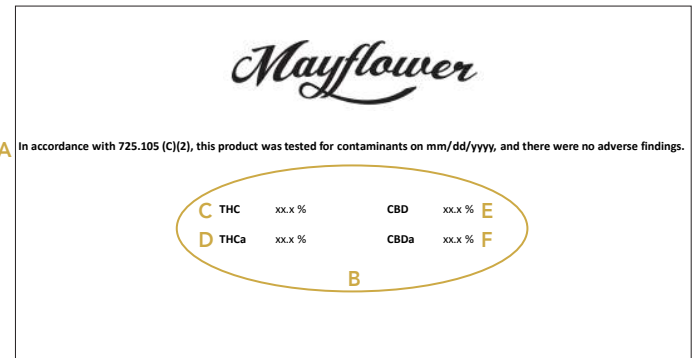 Mayflower
A In accordance with 725.105 (C)(2), this product was tested for contaminants on mm/dd/yyyy, and there were no adverse findings.
C THC xx.x % CBD xx.x % E
D THCa xx.x % CBDa xx.x % F
B